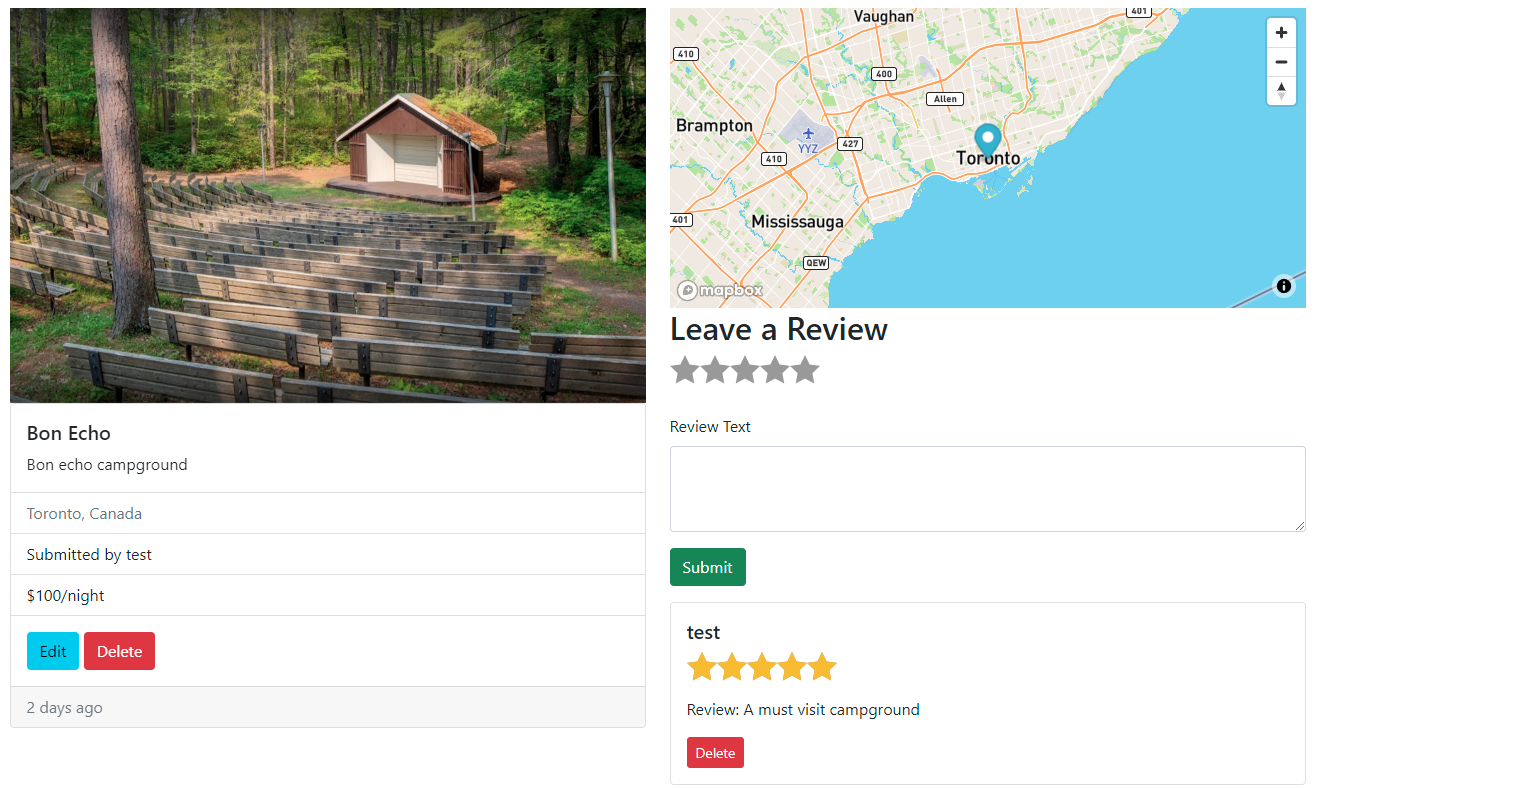 Bon Echo
Bon echo campground
Toronto, Canada
Submitted by test
$100/night
Edit Delete
2 days ago
Vaughan
401
410
400
Allen
Brampton
YYZ
427
410
Toronto
401
Mississauga
QEW
mapbox
Leave a Review
Review Text
Submit
test
Review: A must visit campground
Delete